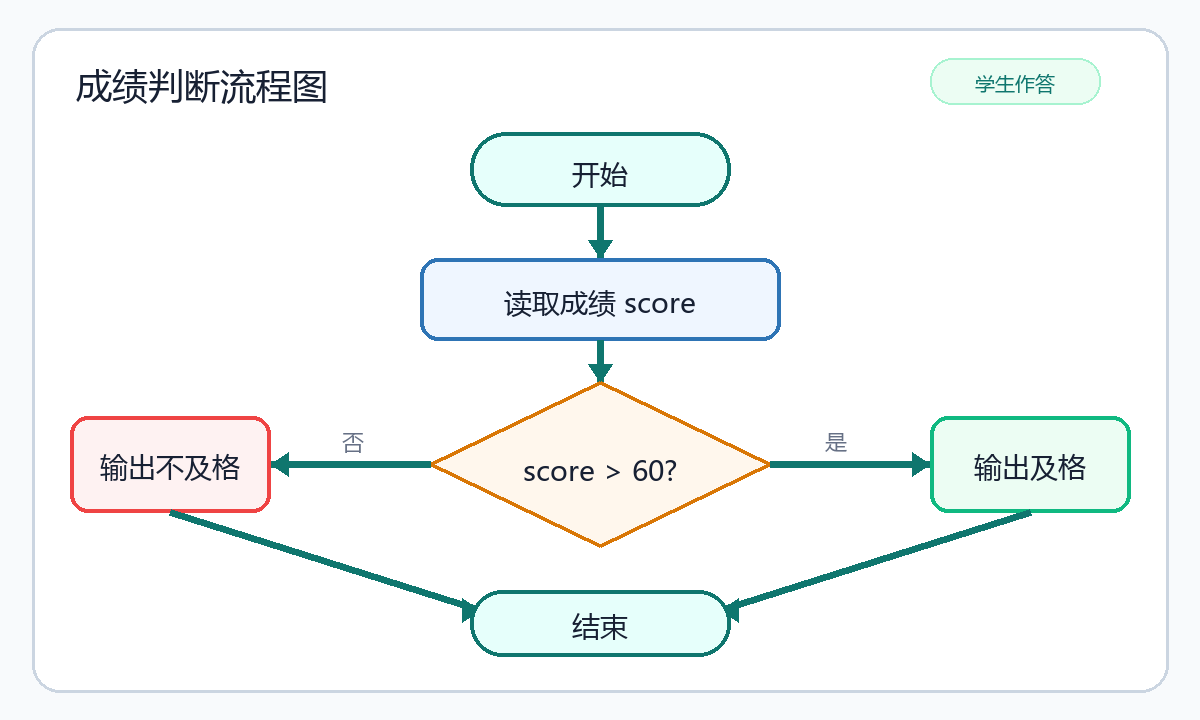 成绩判断流程图
学生作答
开始
读取成绩 score
score > 60?
否
是
输出不及格
输出及格
结束